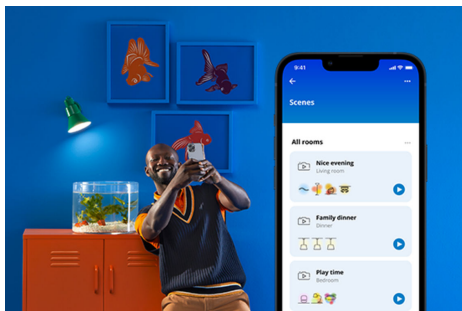 9:41
Scenes
All rooms
Nice evening
Living room
Family dinner
Dinner
Play time
Bedroom